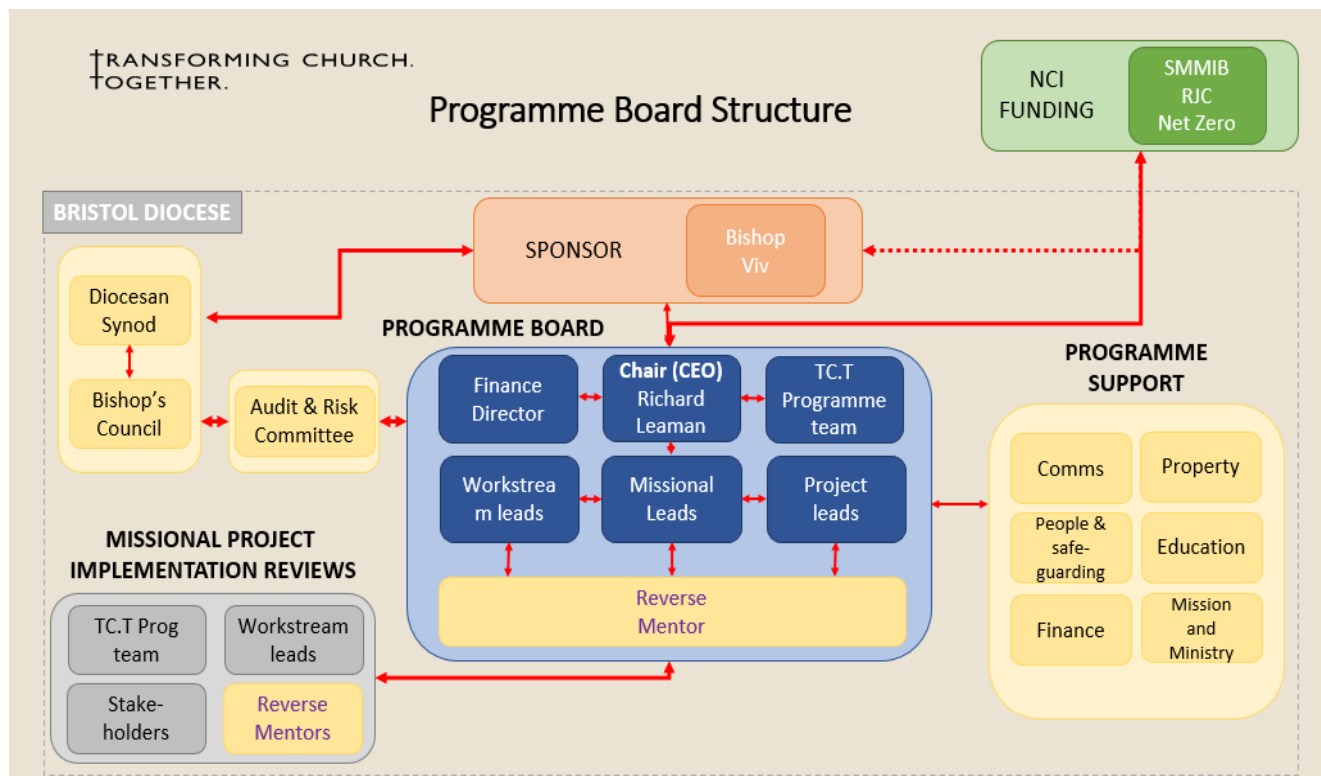 TRANSFORMING CHURCH.
TOGETHER.
Programme Board Structure
NCI
FUNDING
SMMIB
RJC
Net Zero
BRISTOL DIOCESE
SPONSOR
Bishop
Viv
Diocesan
Synod
Bishop's
Council
Audit & Risk
Committee
PROGRAMME BOARD
Finance
Director
Chair (CEO)
Richard
Leaman
TC.T
Programme
team
Workstrea
m leads
Missional
Leads
Project
leads
Reverse
Mentor
PROGRAMME
SUPPORT
Comms
Property
People &
safe-
guarding
Education
Finance
Mission
and
Ministry
MISSIONAL PROJECT
IMPLEMENTATION REVIEWS
TC.T Prog
team
Workstream
leads
Stake-
holders
Reverse
Mentors